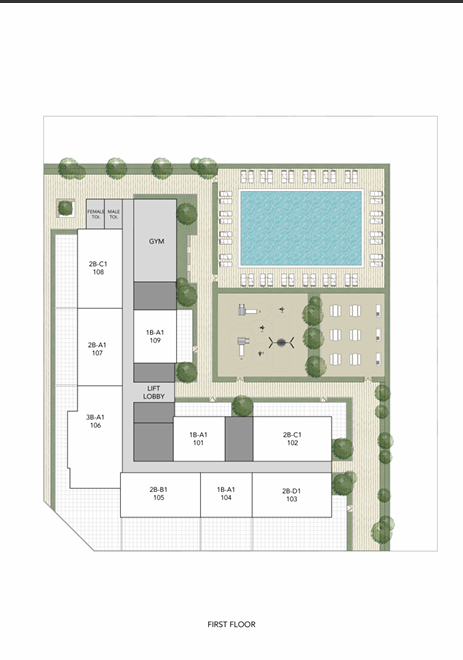 FEMALE
TOI.
MALE
TOI.
GYM
2B-C1
108
2B-A1
107
1B-A1
109
LIFT
LOBBY
3B-A1
106
1B-A1
101
2B-C1
102
2B-B1
105
1B-A1
104
2B-D1
103
FIRST FLOOR